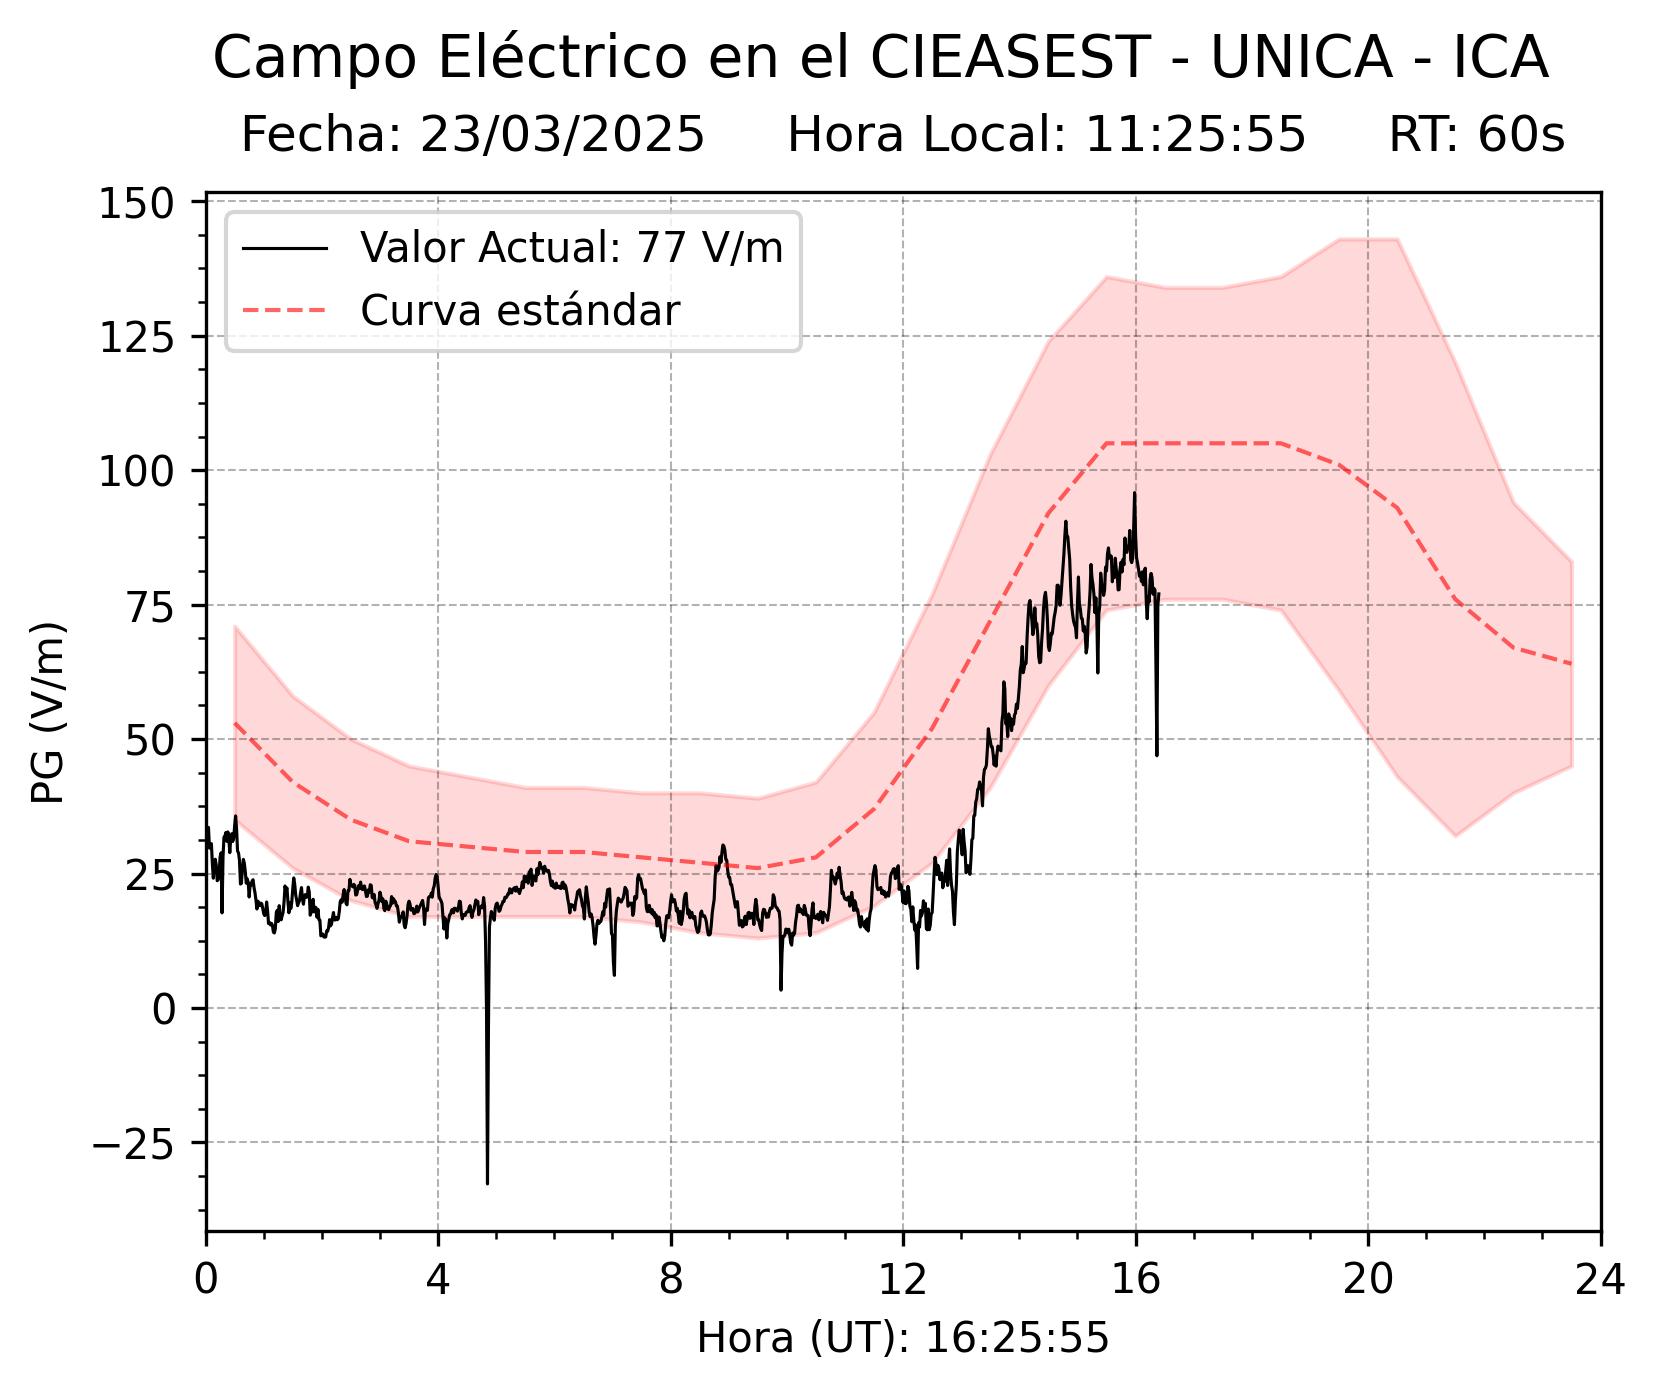 Campo Eléctrico en el CIEASEST - UNICA - ICA
Fecha: 23/03/2025 Hora Local: 11:25:55 RT: 60s
Valor Actual: 77 V/m
Curva estándar
150
125
100
75
50
25
0
−25
PG (V/m)
0 4 8 12 16 20 24
Hora (UT): 16:25:55